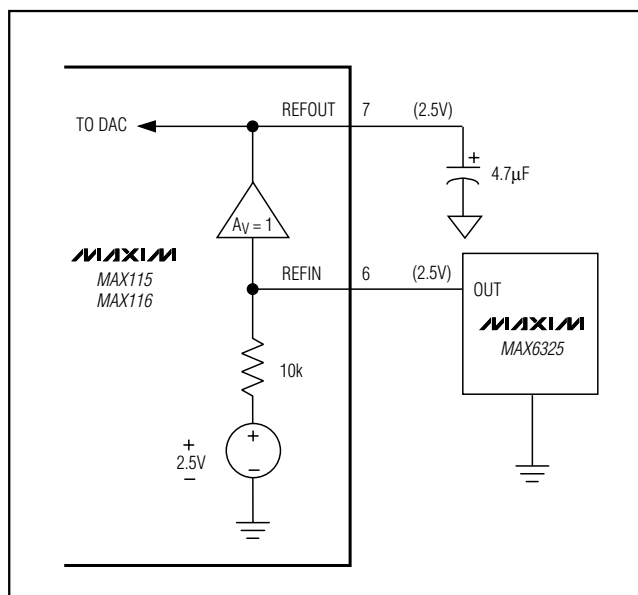 REFOUT 7 (2.5V)
TO DAC
+
4.7μF
AV = 1
MAXIM
MAX115
MAX116
REFIN 6 (2.5V)
OUT
MAXIM
MAX6325
10k
+
2.5V
−
+
−